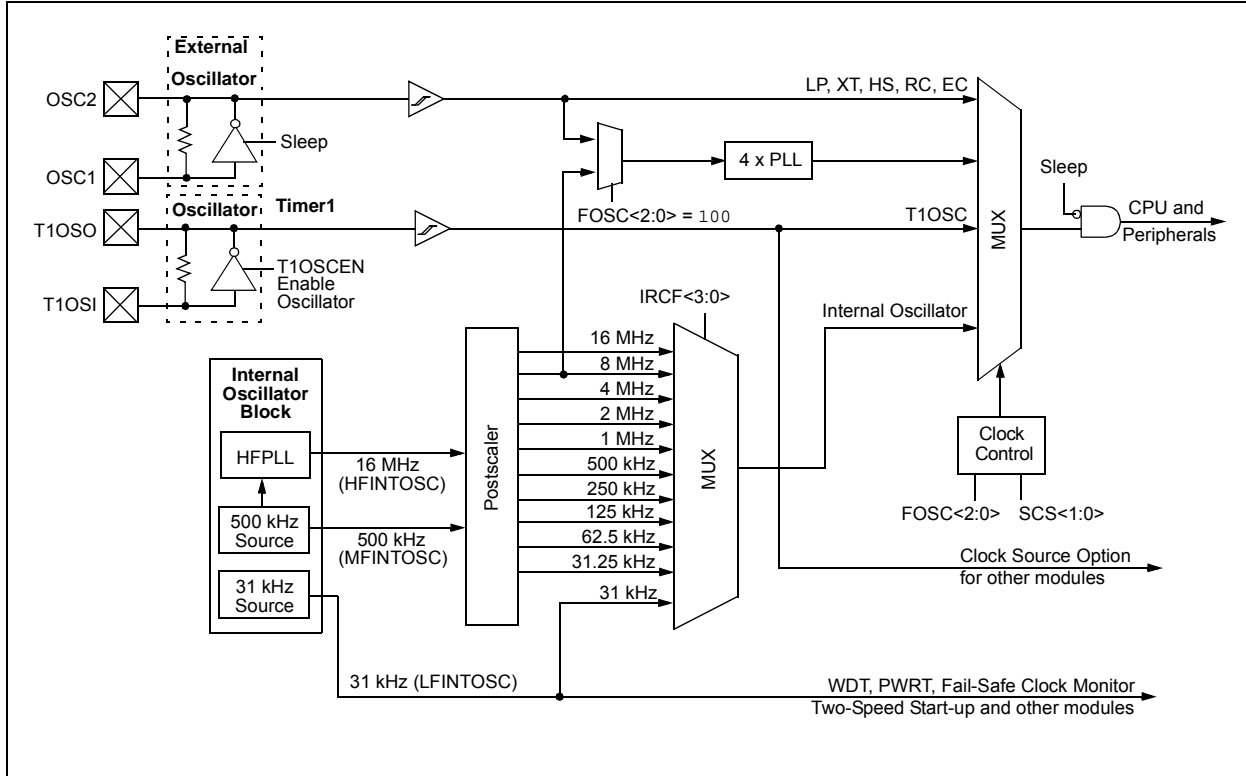 External
Oscillator
OSC2
Sleep
OSC1
LP, XT, HS, RC, EC
4 x PLL
FOSC<2:0> = 100
Sleep
CPU and
Peripherals
MUX
Oscillator
Timer1
T1OSO
T1OSCEN
Enable
Oscillator
T1OSI
T1OSC
IRCF<3:0>
Internal Oscillator
Internal
Oscillator
Block
HFPLL
500 kHz
Source
31 kHz
Source
16 MHz
(HFINTOSC)
500 kHz
(MFINTOSC)
Postscaler
16 MHz
8 MHz
4 MHz
2 MHz
1 MHz
500 kHz
250 kHz
125 kHz
62.5 kHz
31.25 kHz
31 kHz
MUX
Clock
Control
FOSC<2:0>
SCS<1:0>
Clock Source Option
for other modules
31 kHz (LFINTOSC)
WDT, PWRT, Fail-Safe Clock Monitor
Two-Speed Start-up and other modules